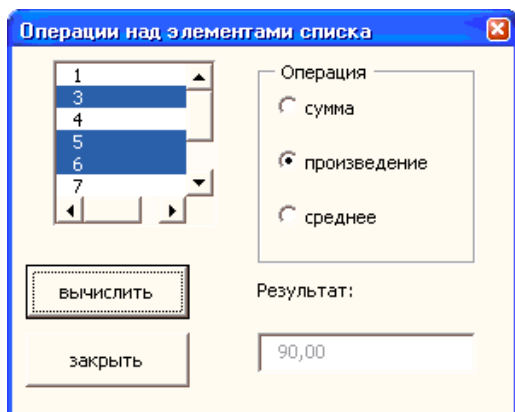 Операции над элементами списка
1
3
4
5
6
7
Операция
сумма
произведение
среднее
вычислить
закрыть
Результат:
90,00